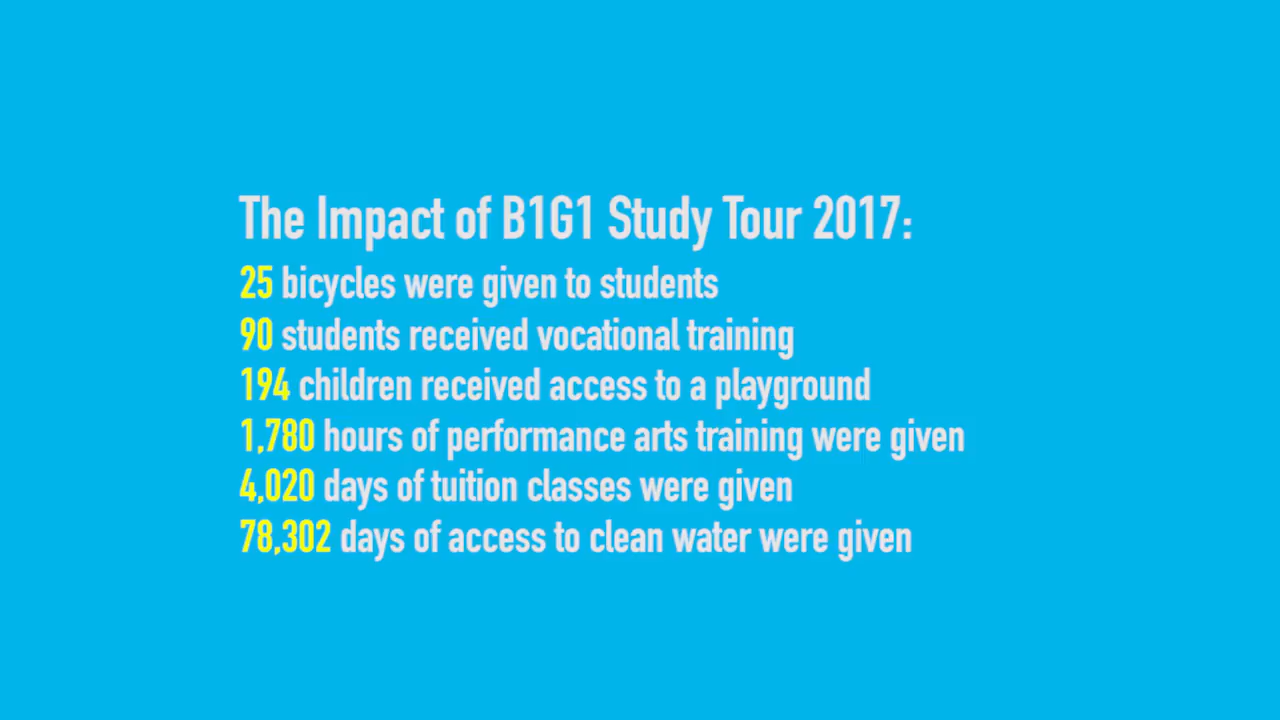 The Impact of B1G1 Study Tour 2017:
25 bicycles were given to students
90 students received vocational training
194 children received access to a playground
1,780 hours of performance arts training were given
4,020 days of tuition classes were given
78,302 days of access to clean water were given